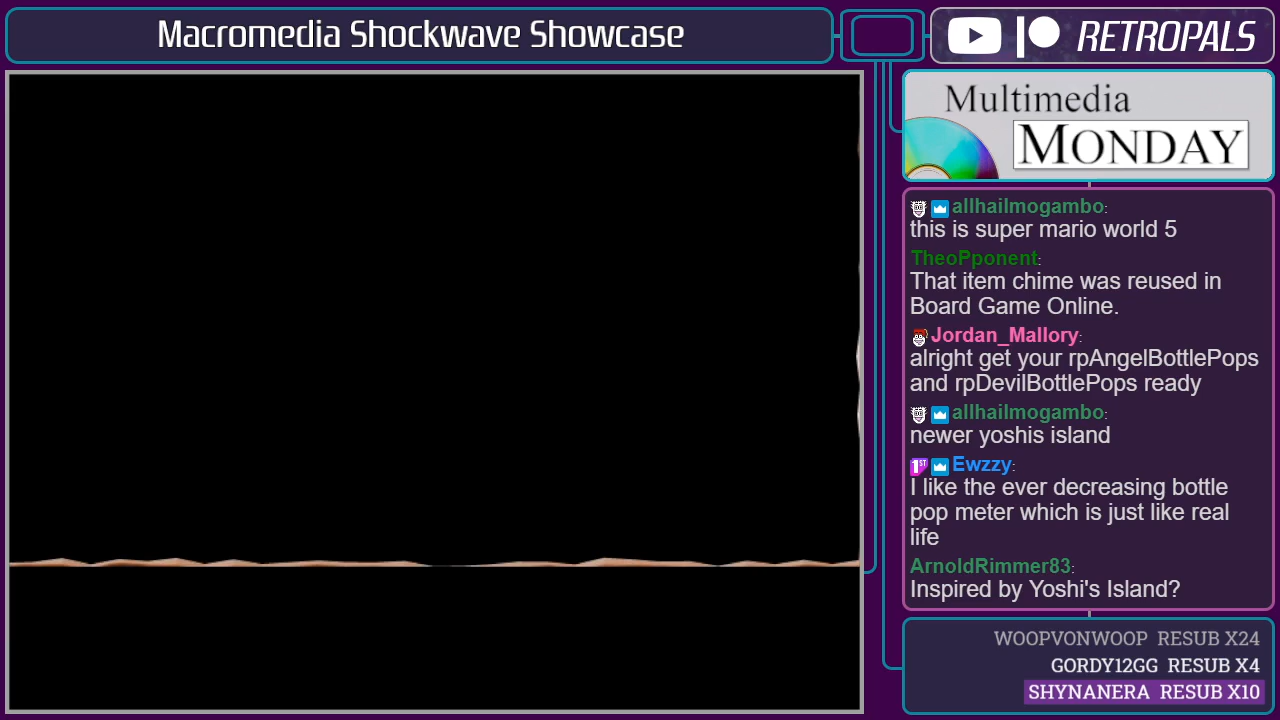 Macromedia Shockwave Showcase
RETROPALS
Multimedia
MONDAY
allhailmogambo:
this is super mario world 5
TheoPponent:
That item chime was reused in
Board Game Online.
Jordan_Mallory:
alright get your rpAngelBottlePops
and rpDevilBottlePops ready
allhailmogambo:
newer yoshis island
1ST Ewzzy:
I like the ever decreasing bottle
pop meter which is just like real
life
ArnoldRimmer83:
Inspired by Yoshi's Island?
WOOPVONWOOP RESUB X24
GORDY12GG RESUB X4
SHYNANERA RESUB X10